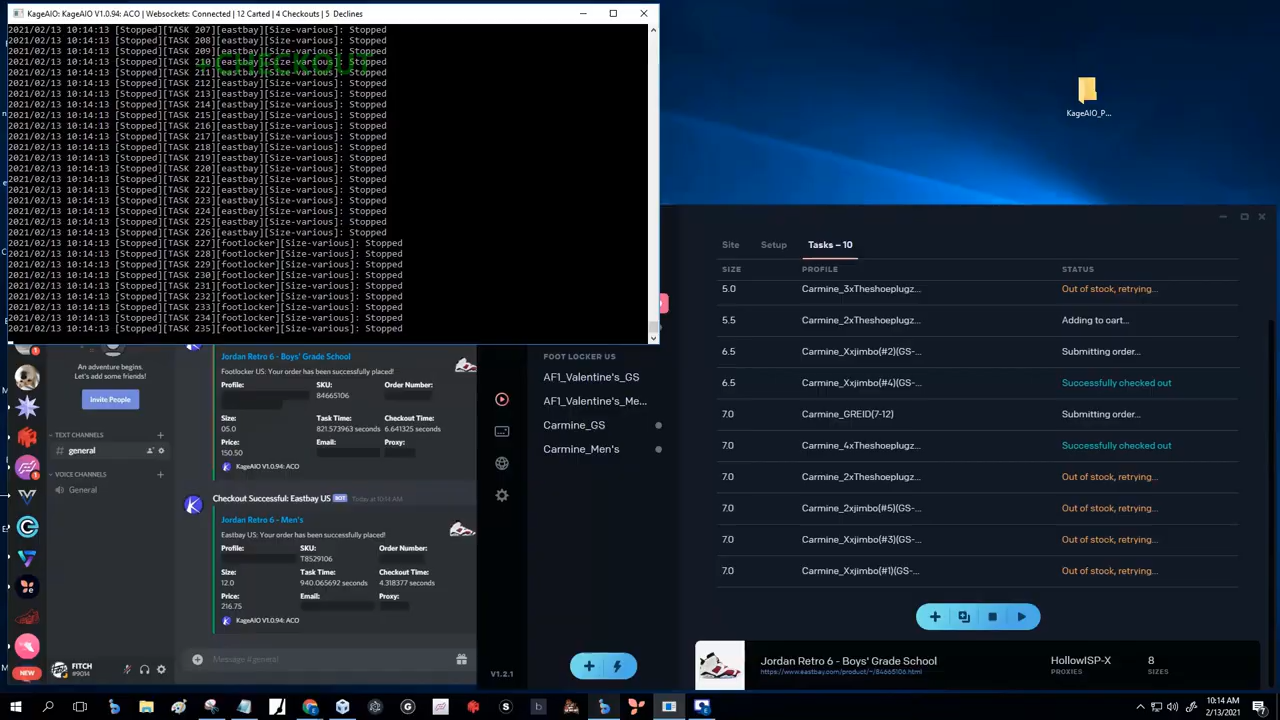 KageAIO: KageAIO V1.0.94: ACO | Websockets: Connected | 12 Carted | 4 Checkouts | 5 Declines
2021/02/13 10:14:13 [Stopped][TASK 207][eastbay][Size-various]: Stopped
2021/02/13 10:14:13 [Stopped][TASK 208][eastbay][Size-various]: Stopped
2021/02/13 10:14:13 [Stopped][TASK 209][eastbay][Size-various]: Stopped
2021/02/13 10:14:13 [Stopped][TASK 210][eastbay][Size-various]: Stopped
2021/02/13 10:14:13 [Stopped][TASK 211][eastbay][Size-various]: Stopped
2021/02/13 10:14:13 [Stopped][TASK 212][eastbay][Size-various]: Stopped
2021/02/13 10:14:13 [Stopped][TASK 213][eastbay][Size-various]: Stopped
2021/02/13 10:14:13 [Stopped][TASK 214][eastbay][Size-various]: Stopped
2021/02/13 10:14:13 [Stopped][TASK 215][eastbay][Size-various]: Stopped
2021/02/13 10:14:13 [Stopped][TASK 216][eastbay][Size-various]: Stopped
2021/02/13 10:14:13 [Stopped][TASK 217][eastbay][Size-various]: Stopped
2021/02/13 10:14:13 [Stopped][TASK 218][eastbay][Size-various]: Stopped
2021/02/13 10:14:13 [Stopped][TASK 219][eastbay][Size-various]: Stopped
2021/02/13 10:14:13 [Stopped][TASK 220][eastbay][Size-various]: Stopped
2021/02/13 10:14:13 [Stopped][TASK 221][eastbay][Size-various]: Stopped
2021/02/13 10:14:13 [Stopped][TASK 222][eastbay][Size-various]: Stopped
2021/02/13 10:14:13 [Stopped][TASK 223][eastbay][Size-various]: Stopped
2021/02/13 10:14:13 [Stopped][TASK 224][eastbay][Size-various]: Stopped
2021/02/13 10:14:13 [Stopped][TASK 225][eastbay][Size-various]: Stopped
2021/02/13 10:14:13 [Stopped][TASK 226][eastbay][Size-various]: Stopped
2021/02/13 10:14:13 [Stopped][TASK 227][footlocker][Size-various]: Stopped
2021/02/13 10:14:13 [Stopped][TASK 228][footlocker][Size-various]: Stopped
2021/02/13 10:14:13 [Stopped][TASK 229][footlocker][Size-various]: Stopped
2021/02/13 10:14:13 [Stopped][TASK 230][footlocker][Size-various]: Stopped
2021/02/13 10:14:13 [Stopped][TASK 231][footlocker][Size-various]: Stopped
2021/02/13 10:14:13 [Stopped][TASK 232][footlocker][Size-various]: Stopped
2021/02/13 10:14:13 [Stopped][TASK 233][footlocker][Size-various]: Stopped
2021/02/13 10:14:13 [Stopped][TASK 234][footlocker][Size-various]: Stopped
2021/02/13 10:14:13 [Stopped][TASK 235][footlocker][Size-various]: Stopped
KageAIO_P...
An adventure begins.
Let's add some friends!
Invite People
TEXT CHANNELS
# general
VOICE CHANNELS
General
NEW
FITCH
#9014
Jordan Retro 6 - Boys' Grade School
Footlocker US: Your order has been successfully placed!
Profile: SKU: Order Number:
84665106
Size: Task Time: Checkout Time:
05.0 821.573963 seconds 6.641325 seconds
Price: Email: Proxy:
150.50
KageAIO V1.0.94: ACO
Checkout Successful: Eastbay US BOT Today at 10:14 AM
Jordan Retro 6 - Men's
Eastbay US: Your order has been successfully placed!
Profile: SKU: Order Number:
T8529106
Size: Task Time: Checkout Time:
12.0 940.065692 seconds 4.318377 seconds
Price: Email: Proxy:
216.75
KageAIO V1.0.94: ACO
Message #general
V1.2.1
FOOT LOCKER US
AF1_Valentine's_GS
AF1_Valentine's_Me...
Carmine_GS
Carmine_Men's
Site Setup Tasks – 10
SIZE PROFILE STATUS
5.0 Carmine_3xTheshoeplugz... Out of stock, retrying...
5.5 Carmine_2xTheshoeplugz... Adding to cart...
6.5 Carmine_Xxjimbo(#2)(GS-... Submitting order...
6.5 Carmine_Xxjimbo(#4)(GS-... Successfully checked out
7.0 Carmine_GREID(7-12) Submitting order...
7.0 Carmine_4xTheshoeplugz... Successfully checked out
7.0 Carmine_2xTheshoeplugz... Out of stock, retrying...
7.0 Carmine_2xjimbo(#5)(GS-... Out of stock, retrying...
7.0 Carmine_Xxjimbo(#3)(GS-... Out of stock, retrying...
7.0 Carmine_Xxjimbo(#1)(GS-... Out of stock, retrying...
Jordan Retro 6 - Boys' Grade School
https://www.eastbay.com/product/~/84665106.html
HollowISP-X
PROXIES
8
SIZES
10:14 AM
2/13/2021